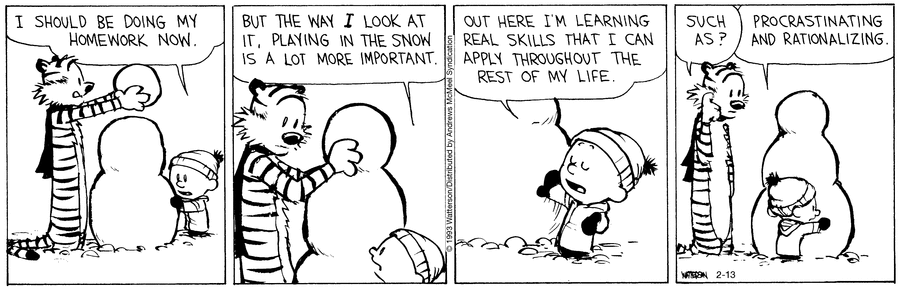 I SHOULD BE DOING MY
HOMEWORK NOW.
BUT THE WAY I LOOK AT
IT, PLAYING IN THE SNOW
IS A LOT MORE IMPORTANT.
© 1993 Watterson/Distributed by Andrews McMeel Syndication
OUT HERE I'M LEARNING
REAL SKILLS THAT I CAN
APPLY THROUGHOUT THE
REST OF MY LIFE.
SUCH
AS?
PROCRASTINATING
AND RATIONALIZING.
WATTERSON 2-13